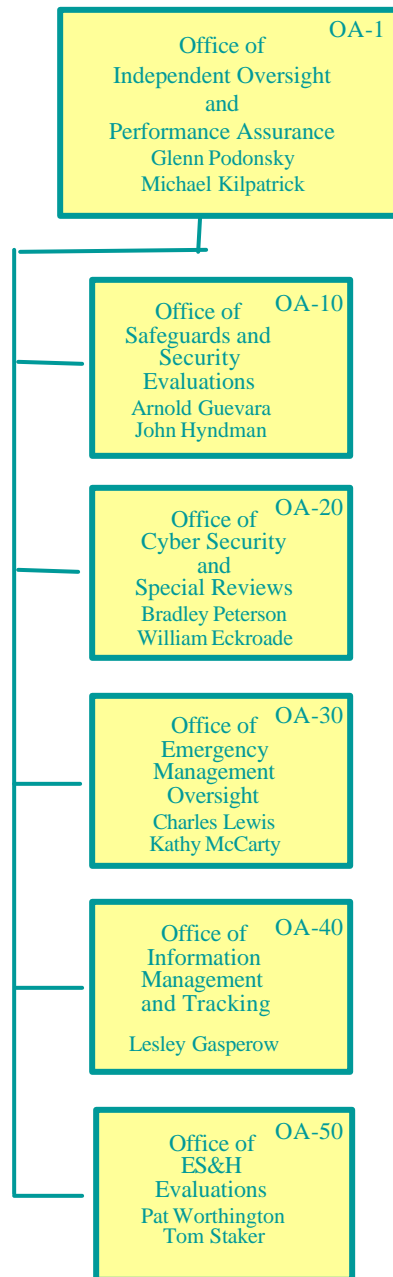 OA-1
Office of
Independent Oversight
and
Performance Assurance
Glenn Podonsky
Michael Kilpatrick
OA-10
Office of
Safeguards and
Security
Evaluations
Arnold Guevara
John Hyndman
OA-20
Office of
Cyber Security
and
Special Reviews
Bradley Peterson
William Eckroade
OA-30
Office of
Emergency
Management
Oversight
Charles Lewis
Kathy McCarty
OA-40
Office of
Information
Management
and Tracking
Lesley Gasperow
OA-50
Office of
ES&H
Evaluations
Pat Worthington
Tom Staker